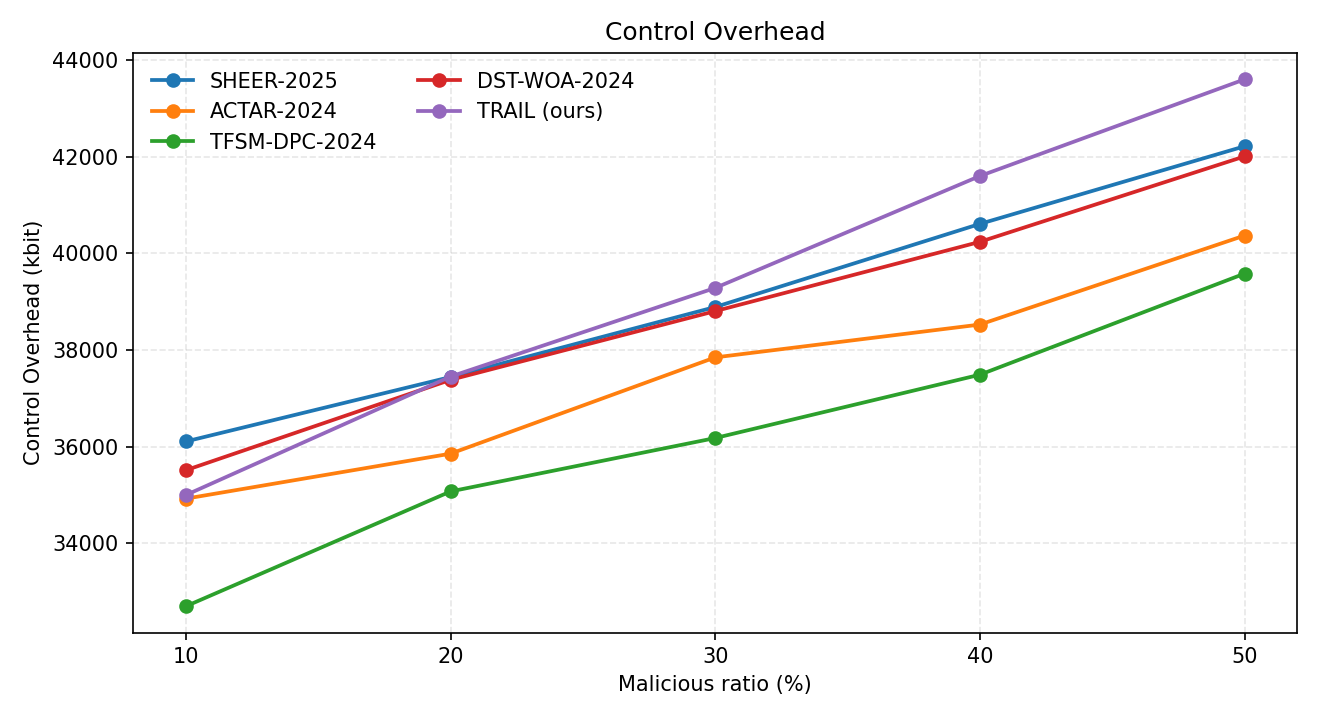 Control Overhead
44000
42000
40000
38000
36000
34000
Control Overhead (kbit)
SHEER-2025
ACTAR-2024
TFSM-DPC-2024
DST-WOA-2024
TRAIL (ours)
10 20 30 40 50
Malicious ratio (%)